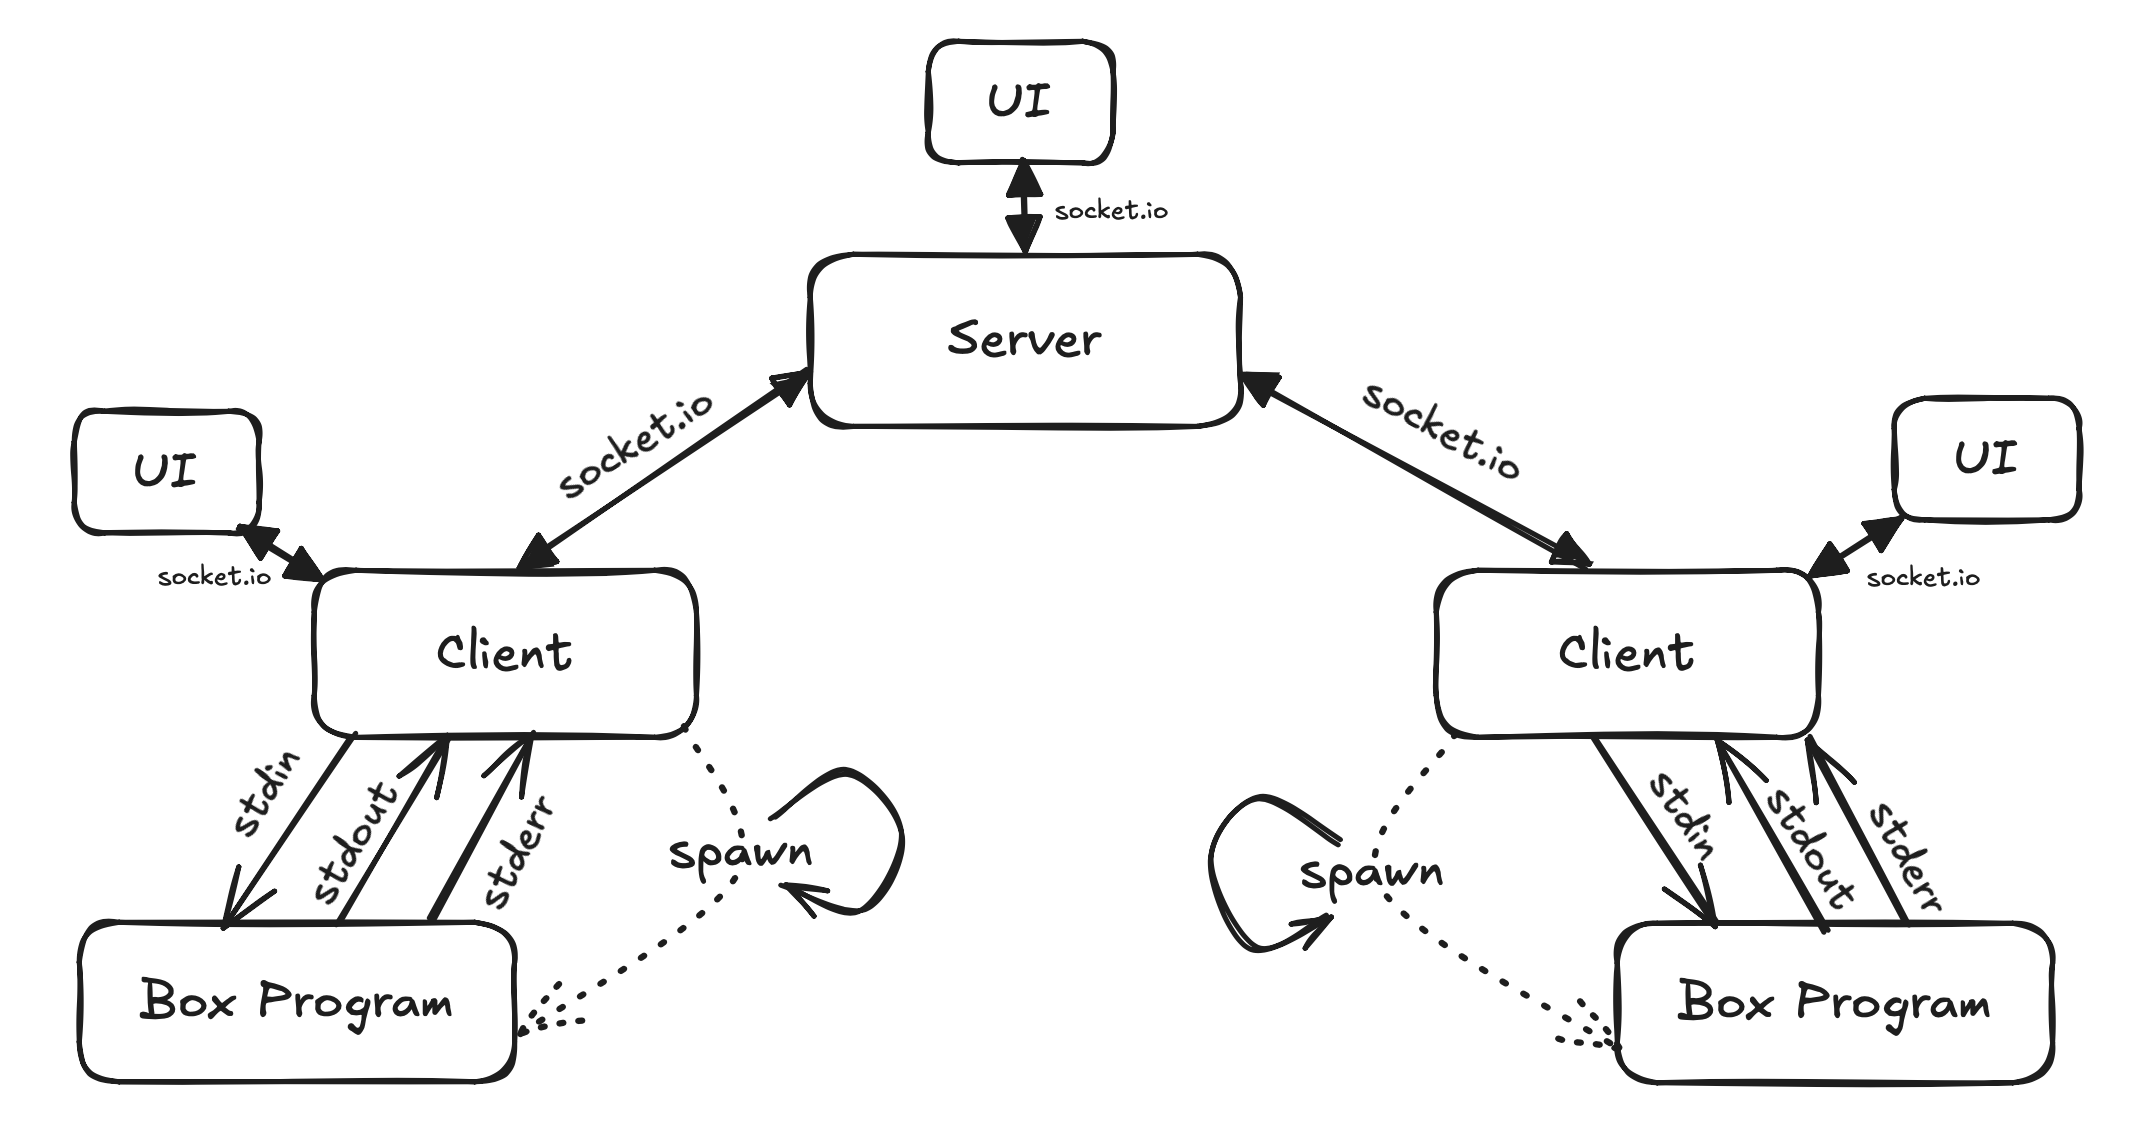 UI
socket.io
Server
socket.io
socket.io
UI
UI
socket.io
socket.io
Client
Client
stdin
stdout
stderr
spawn
spawn
stdin
stdout
stderr
Box Program
Box Program